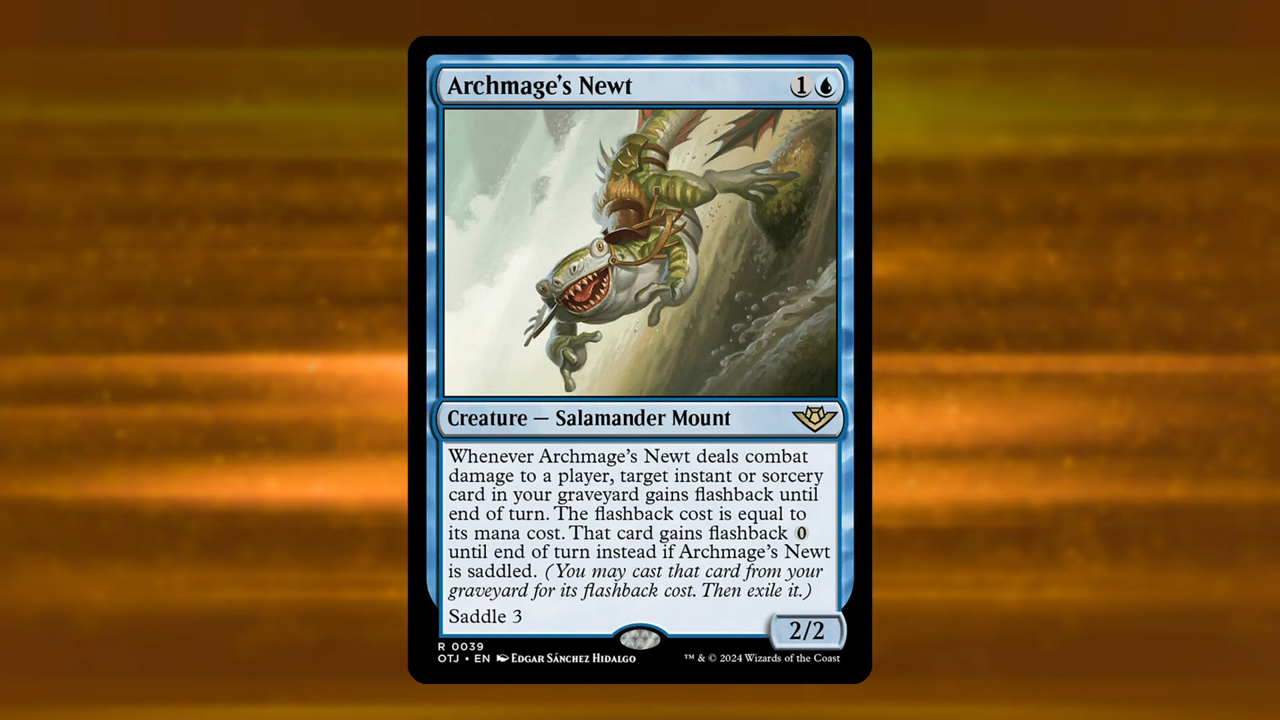 Archmage's Newt 1
Creature — Salamander Mount
Whenever Archmage's Newt deals combat
damage to a player, target instant or sorcery
card in your graveyard gains flashback until
end of turn. The flashback cost is equal to
its mana cost. That card gains flashback 0
until end of turn instead if Archmage's Newt
is saddled. (You may cast that card from your
graveyard for its flashback cost. Then exile it.)
Saddle 3
2/2
R 0039
OTJ • EN Edgar Sánchez Hidalgo
™ & © 2024 Wizards of the Coast